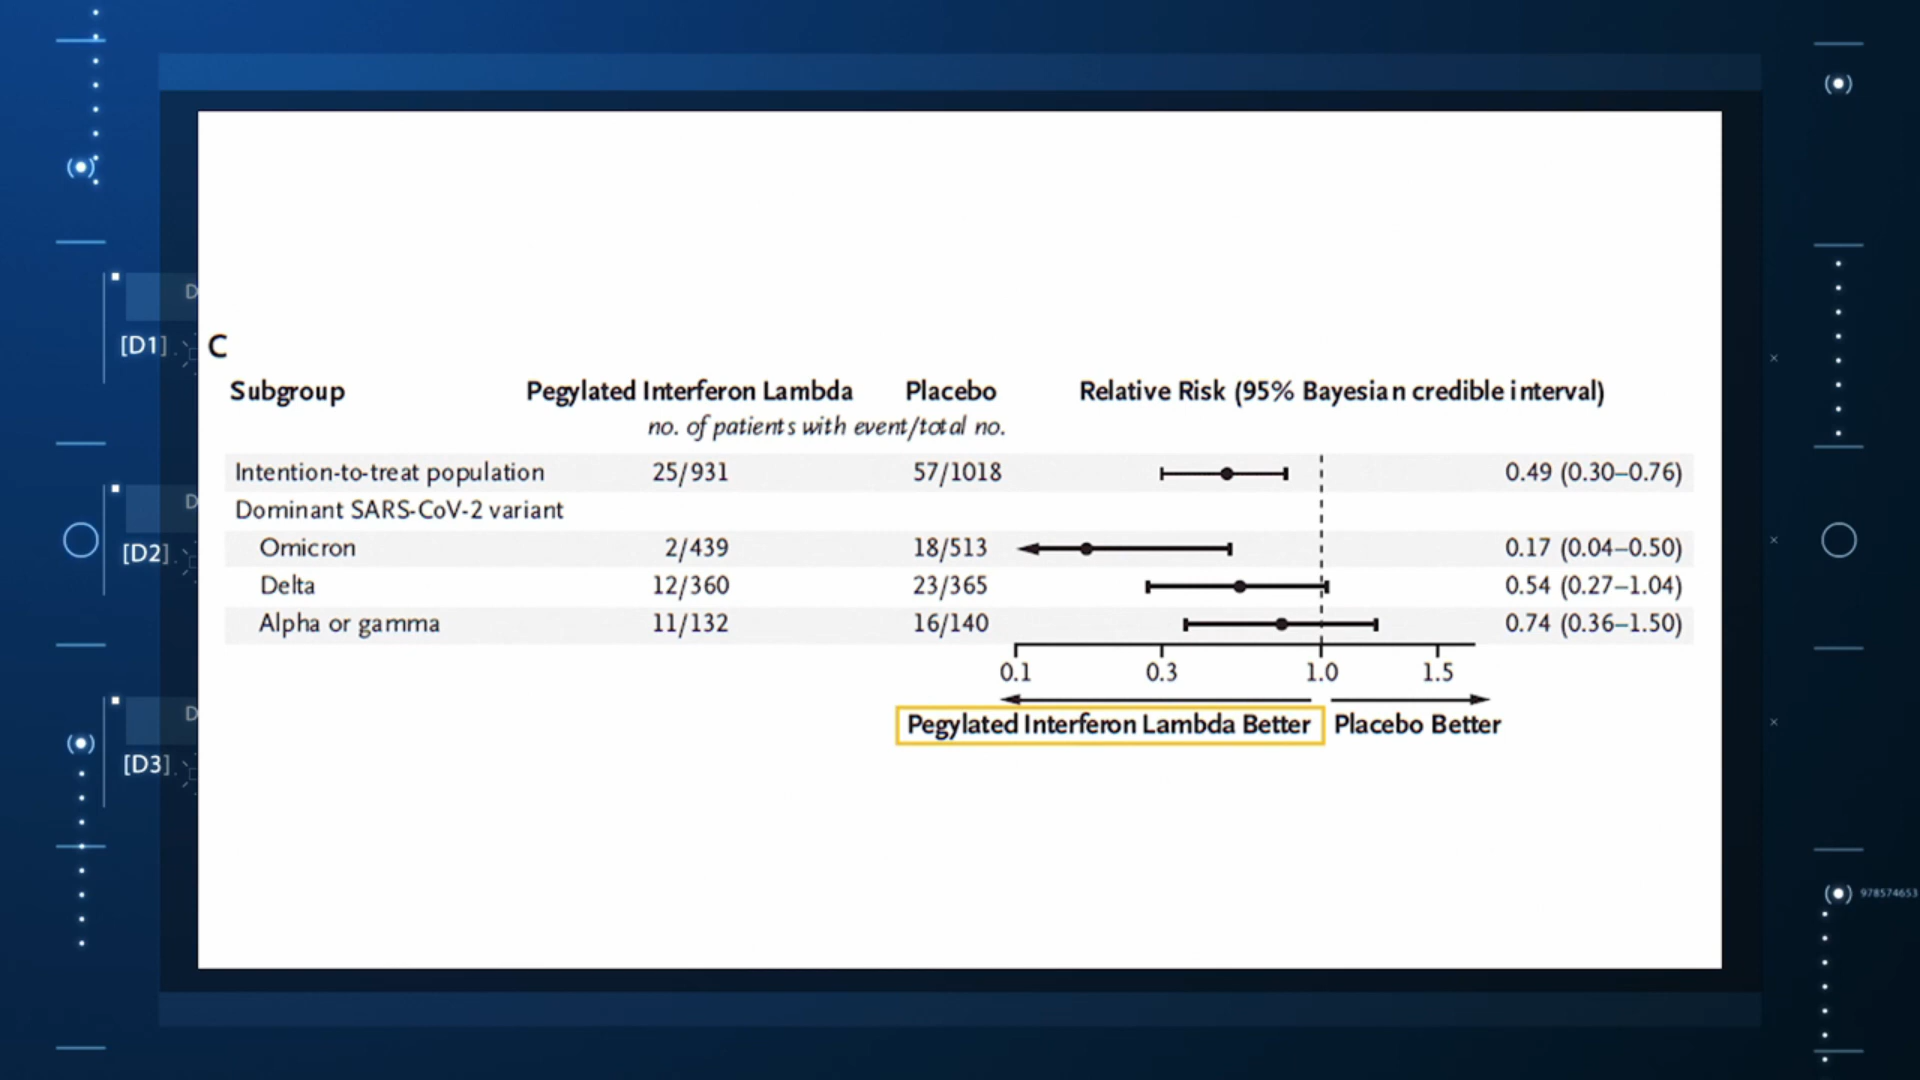 C
Subgroup Pegylated Interferon Lambda Placebo Relative Risk (95% Bayesian credible interval)
no. of patients with event/total no.
Intention-to-treat population 25/931 57/1018 0.49 (0.30–0.76)
Dominant SARS-CoV-2 variant
Omicron 2/439 18/513 0.17 (0.04–0.50)
Delta 12/360 23/365 0.54 (0.27–1.04)
Alpha or gamma 11/132 16/140 0.74 (0.36–1.50)
0.1 0.3 1.0 1.5
Pegylated Interferon Lambda Better Placebo Better
D
[D1]
D
[D2]
D
[D3]
978574653